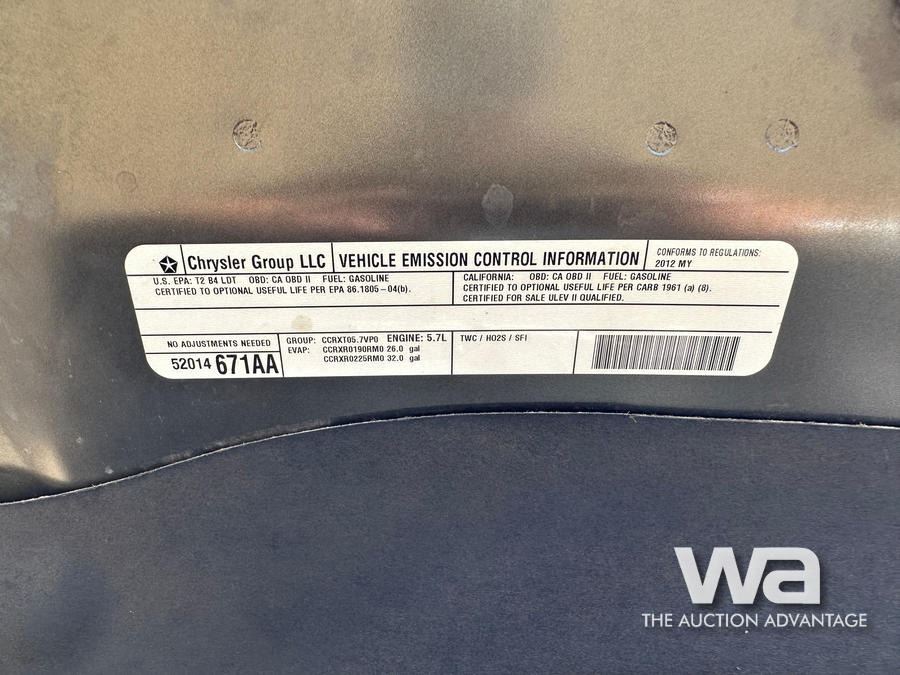 Chrysler Group LLC
VEHICLE EMISSION CONTROL INFORMATION
CONFORMS TO REGULATIONS:
2012 MY
U.S. EPA: T2 B4 LDT OBD: CA OBD II FUEL: GASOLINE
CERTIFIED TO OPTIONAL USEFUL LIFE PER EPA 86.1805-04(b).
CALIFORNIA: OBD: CA OBD II FUEL: GASOLINE
CERTIFIED TO OPTIONAL USEFUL LIFE PER CARB 1961 (a) (8).
CERTIFIED FOR SALE ULEV II QUALIFIED.
NO ADJUSTMENTS NEEDED
52014 671AA
GROUP: CCRXT05.7VP0 ENGINE: 5.7L
EVAP: CCRXR0190RM0 26.0 gal
CCRXR0225RM0 32.0 gal
TWC / HO2S / SFI
wa
THE AUCTION ADVANTAGE